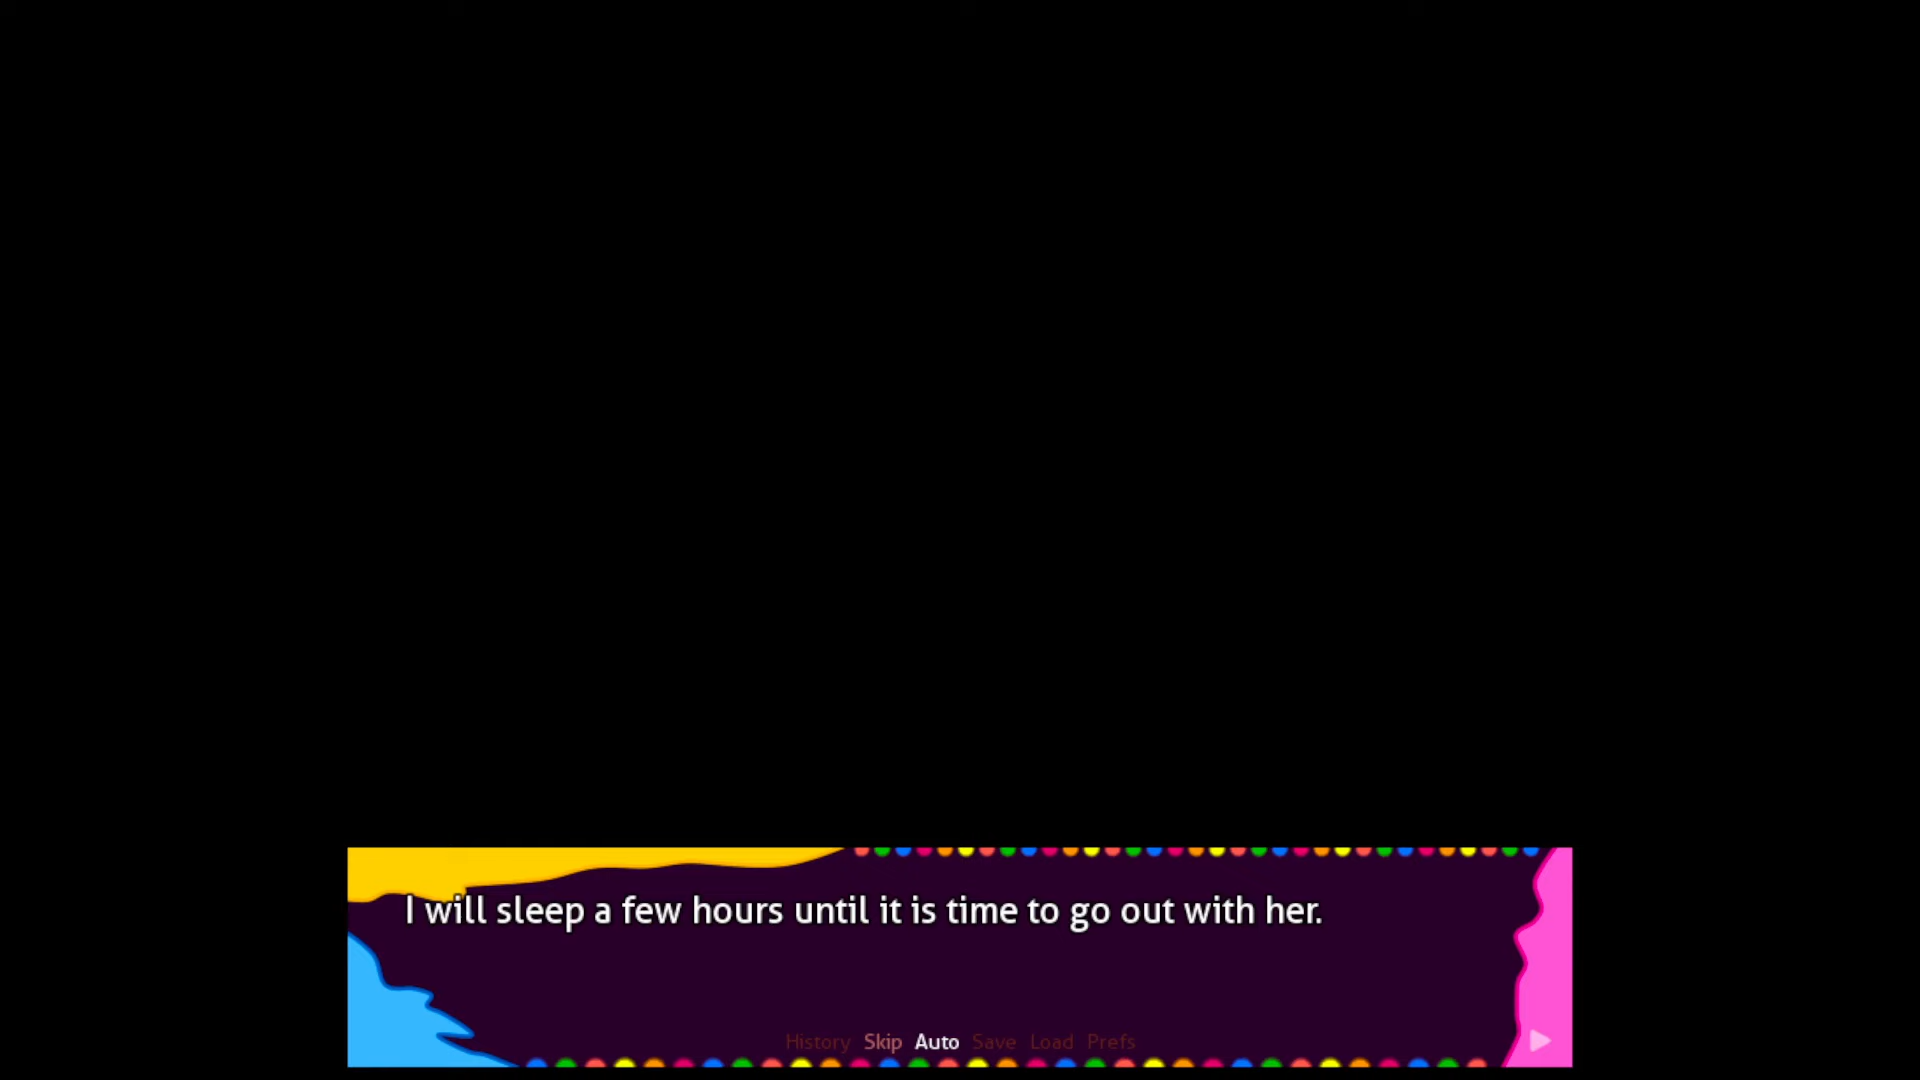 I will sleep a few hours until it is time to go out with her.
History Skip Auto Save Load Prefs